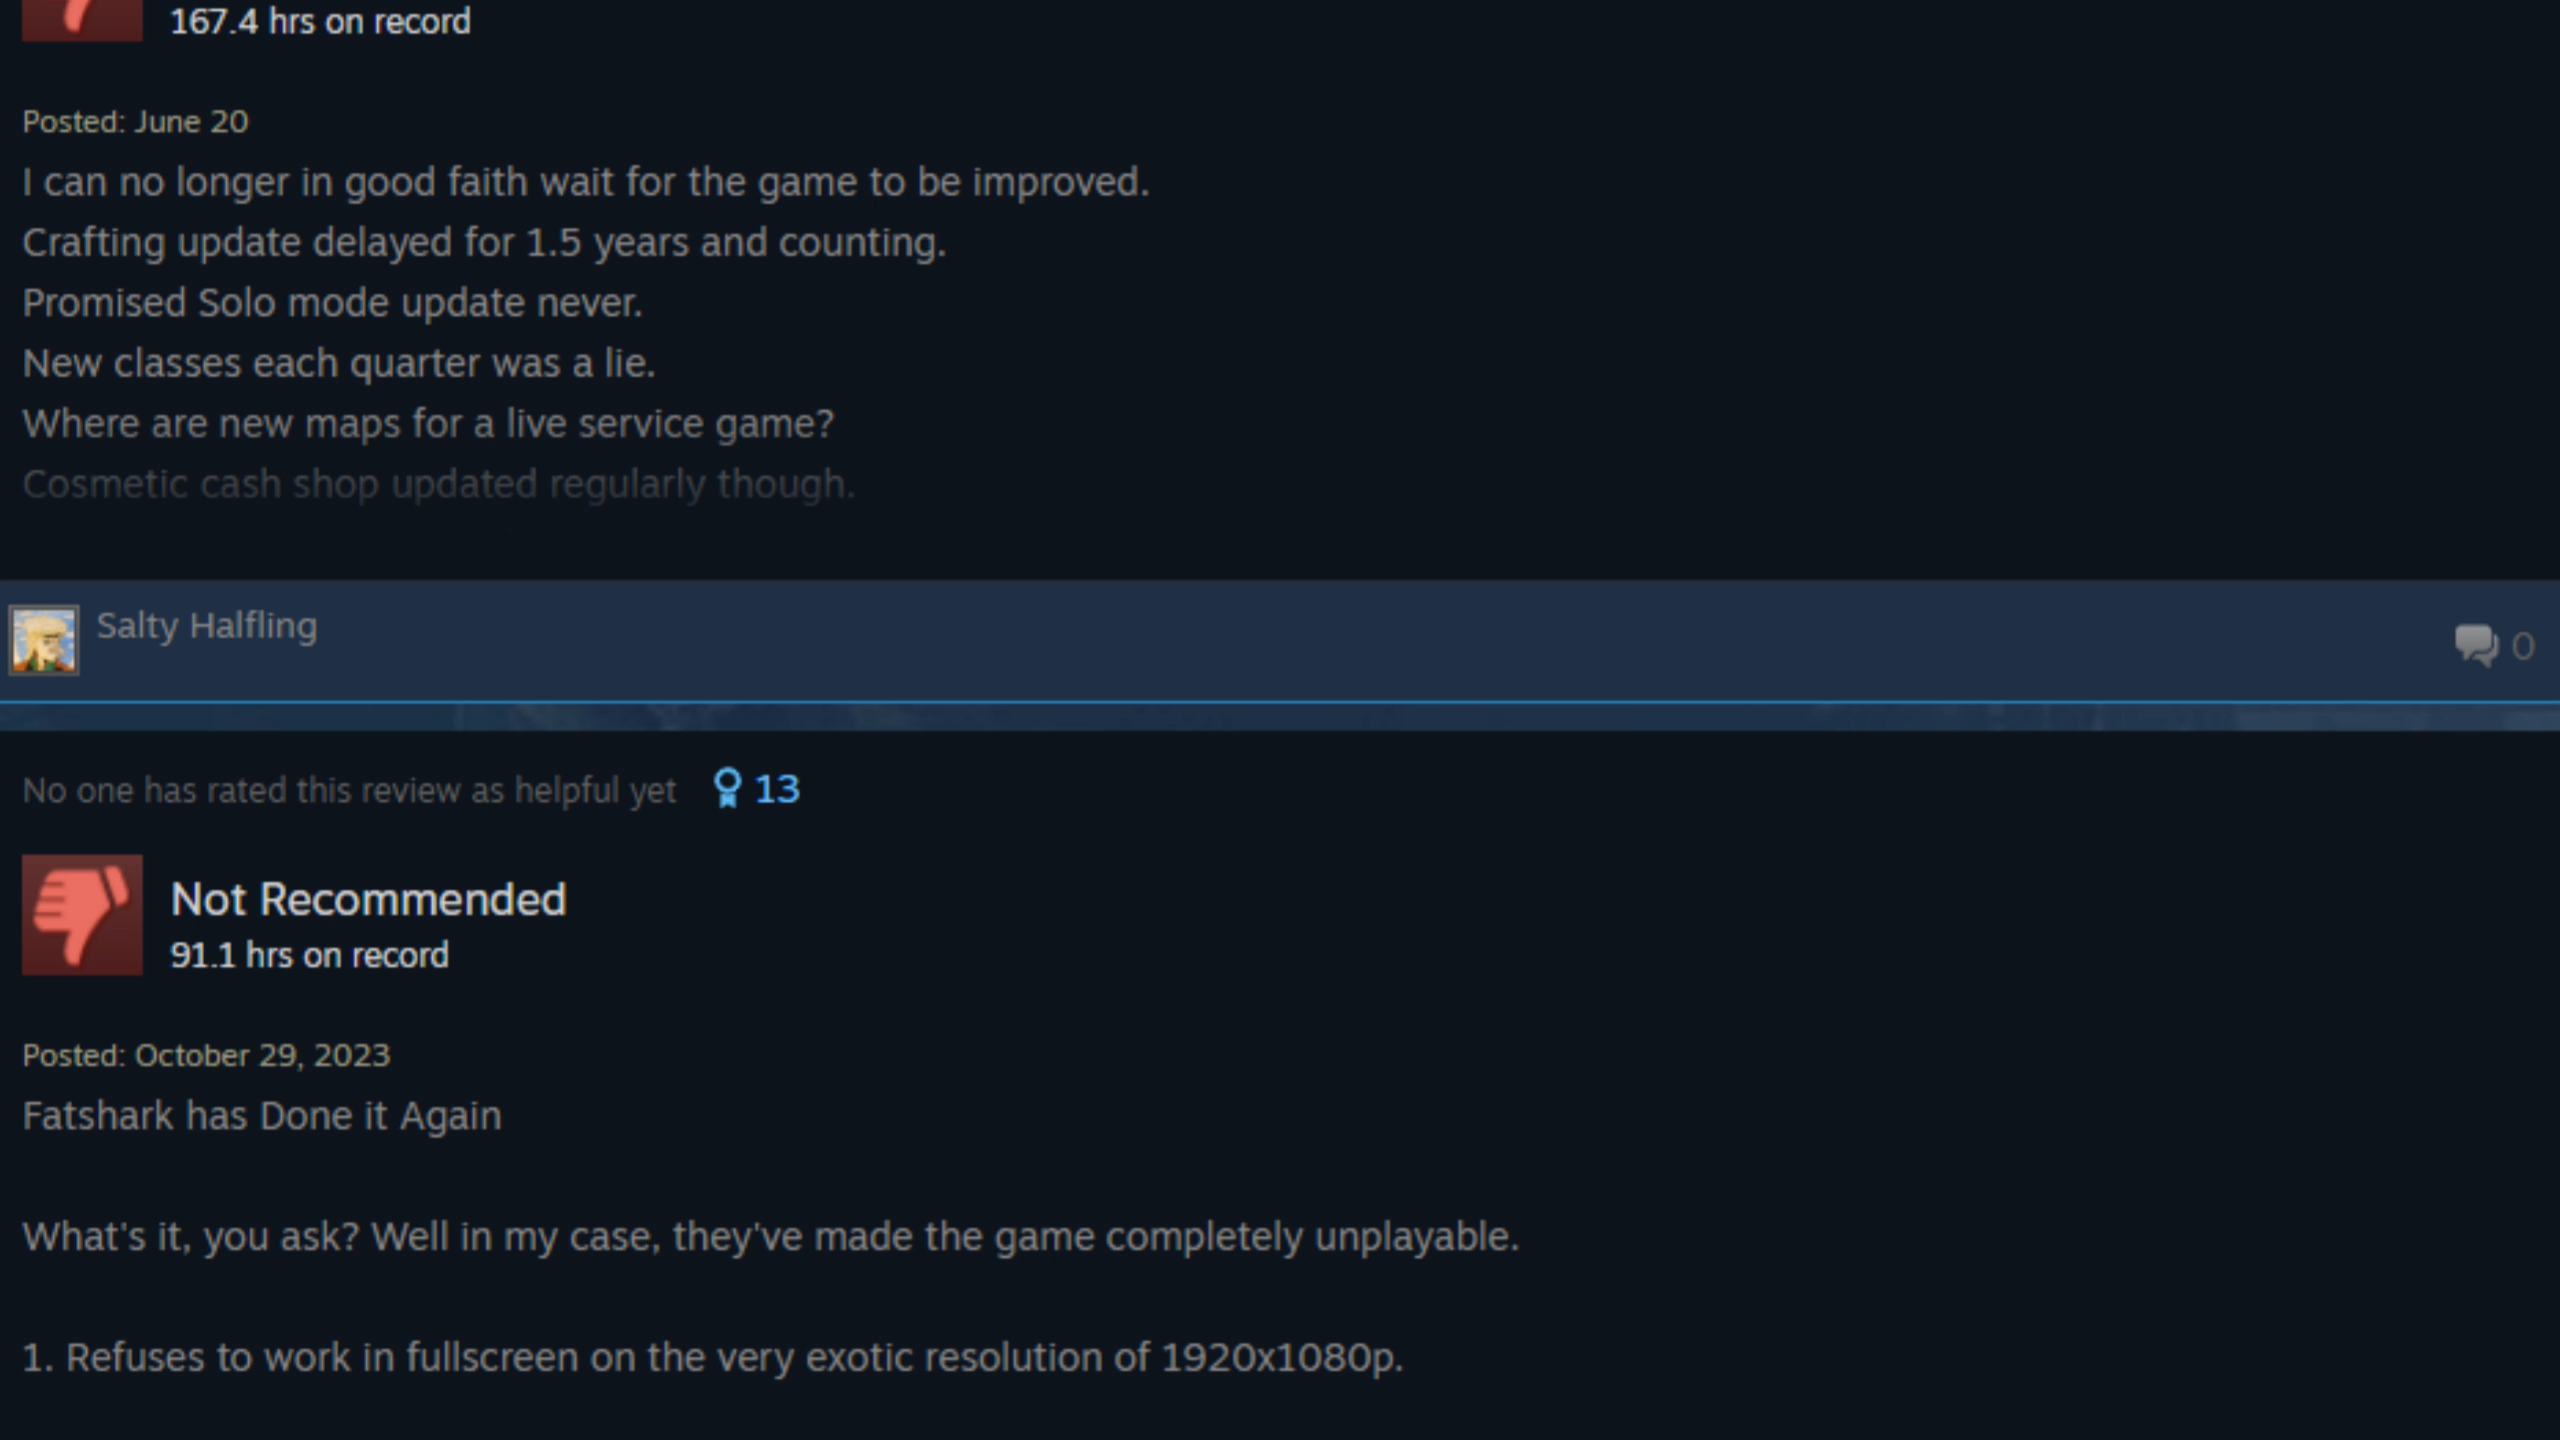 167.4 hrs on record
Posted: June 20
I can no longer in good faith wait for the game to be improved.
Crafting update delayed for 1.5 years and counting.
Promised Solo mode update never.
New classes each quarter was a lie.
Where are new maps for a live service game?
Cosmetic cash shop updated regularly though.
Salty Halfling
0
No one has rated this review as helpful yet 13
Not Recommended
91.1 hrs on record
Posted: October 29, 2023
Fatshark has Done it Again
What's it, you ask? Well in my case, they've made the game completely unplayable.
1. Refuses to work in fullscreen on the very exotic resolution of 1920x1080p.